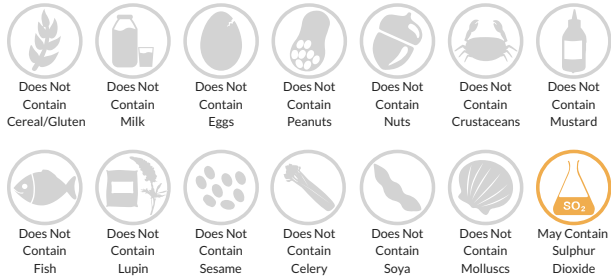 Does Not Contain Cereal/Gluten
Does Not Contain Milk
Does Not Contain Eggs
Does Not Contain Peanuts
Does Not Contain Nuts
Does Not Contain Crustaceans
Does Not Contain Mustard
SO₂
Does Not Contain Fish
Does Not Contain Lupin
Does Not Contain Sesame
Does Not Contain Celery
Does Not Contain Soya
Does Not Contain Molluscs
May Contain Sulphur Dioxide